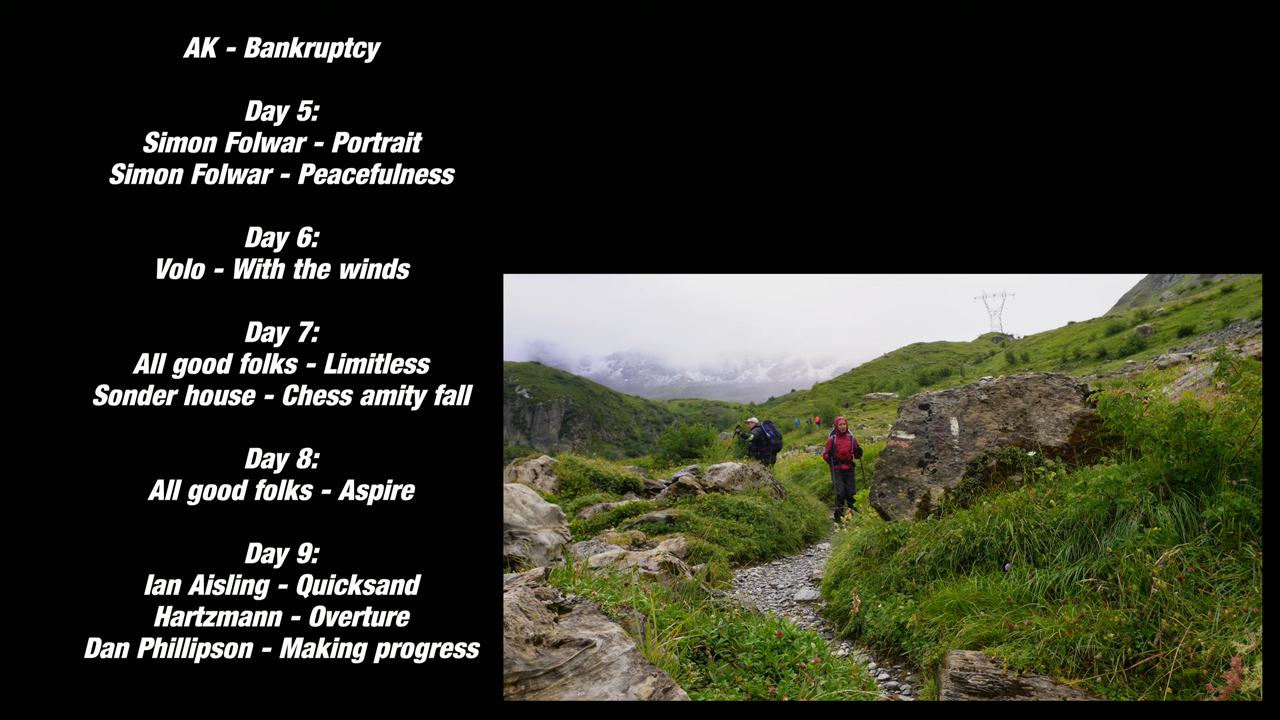 AK - Bankruptcy
Day 5:
Simon Folwar - Portrait
Simon Folwar - Peacefulness
Day 6:
Volo - With the winds
Day 7:
All good folks - Limitless
Sonder house - Chess amity fall
Day 8:
All good folks - Aspire
Day 9:
Ian Aisling - Quicksand
Hartzmann - Overture
Dan Phillipson - Making progress